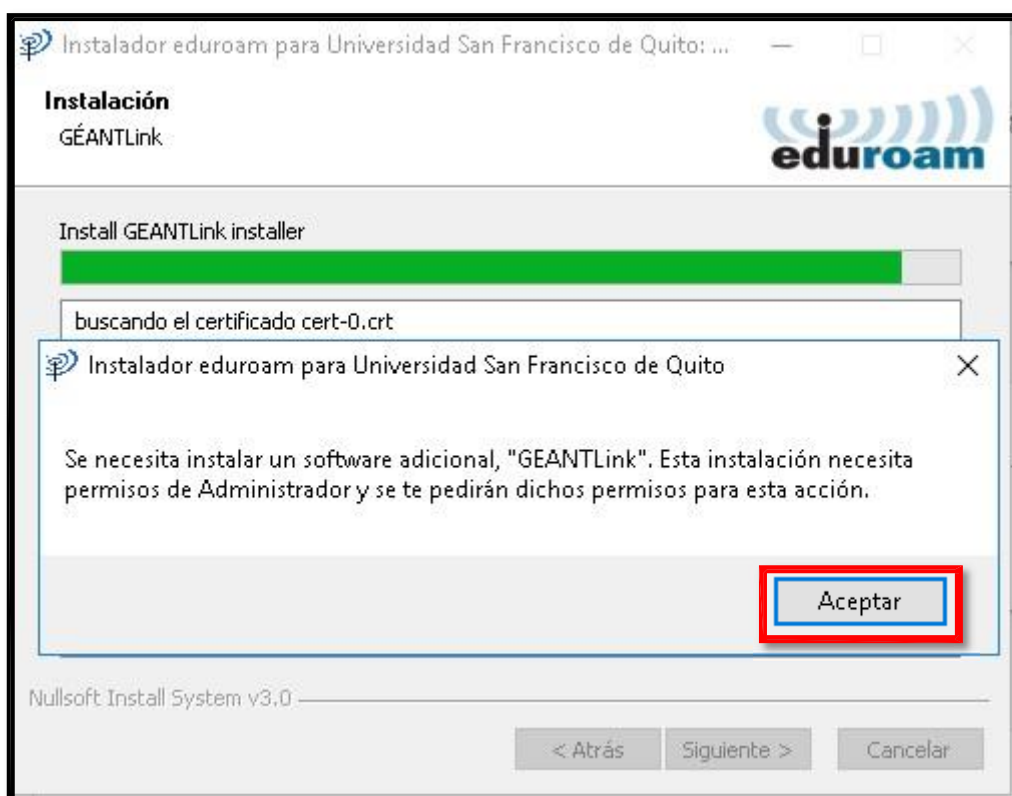 Instalador eduroam para Universidad San Francisco de Quito: ...
Instalación
GÉANTLink
eduroam
Install GEANTLink installer
buscando el certificado cert-0.crt
Instalador eduroam para Universidad San Francisco de Quito
Se necesita instalar un software adicional, "GEANTLink". Esta instalación necesita
permisos de Administrador y se te pedirán dichos permisos para esta acción.
Aceptar
Nullsoft Install System v3.0
< Atrás Siguiente > Cancelar